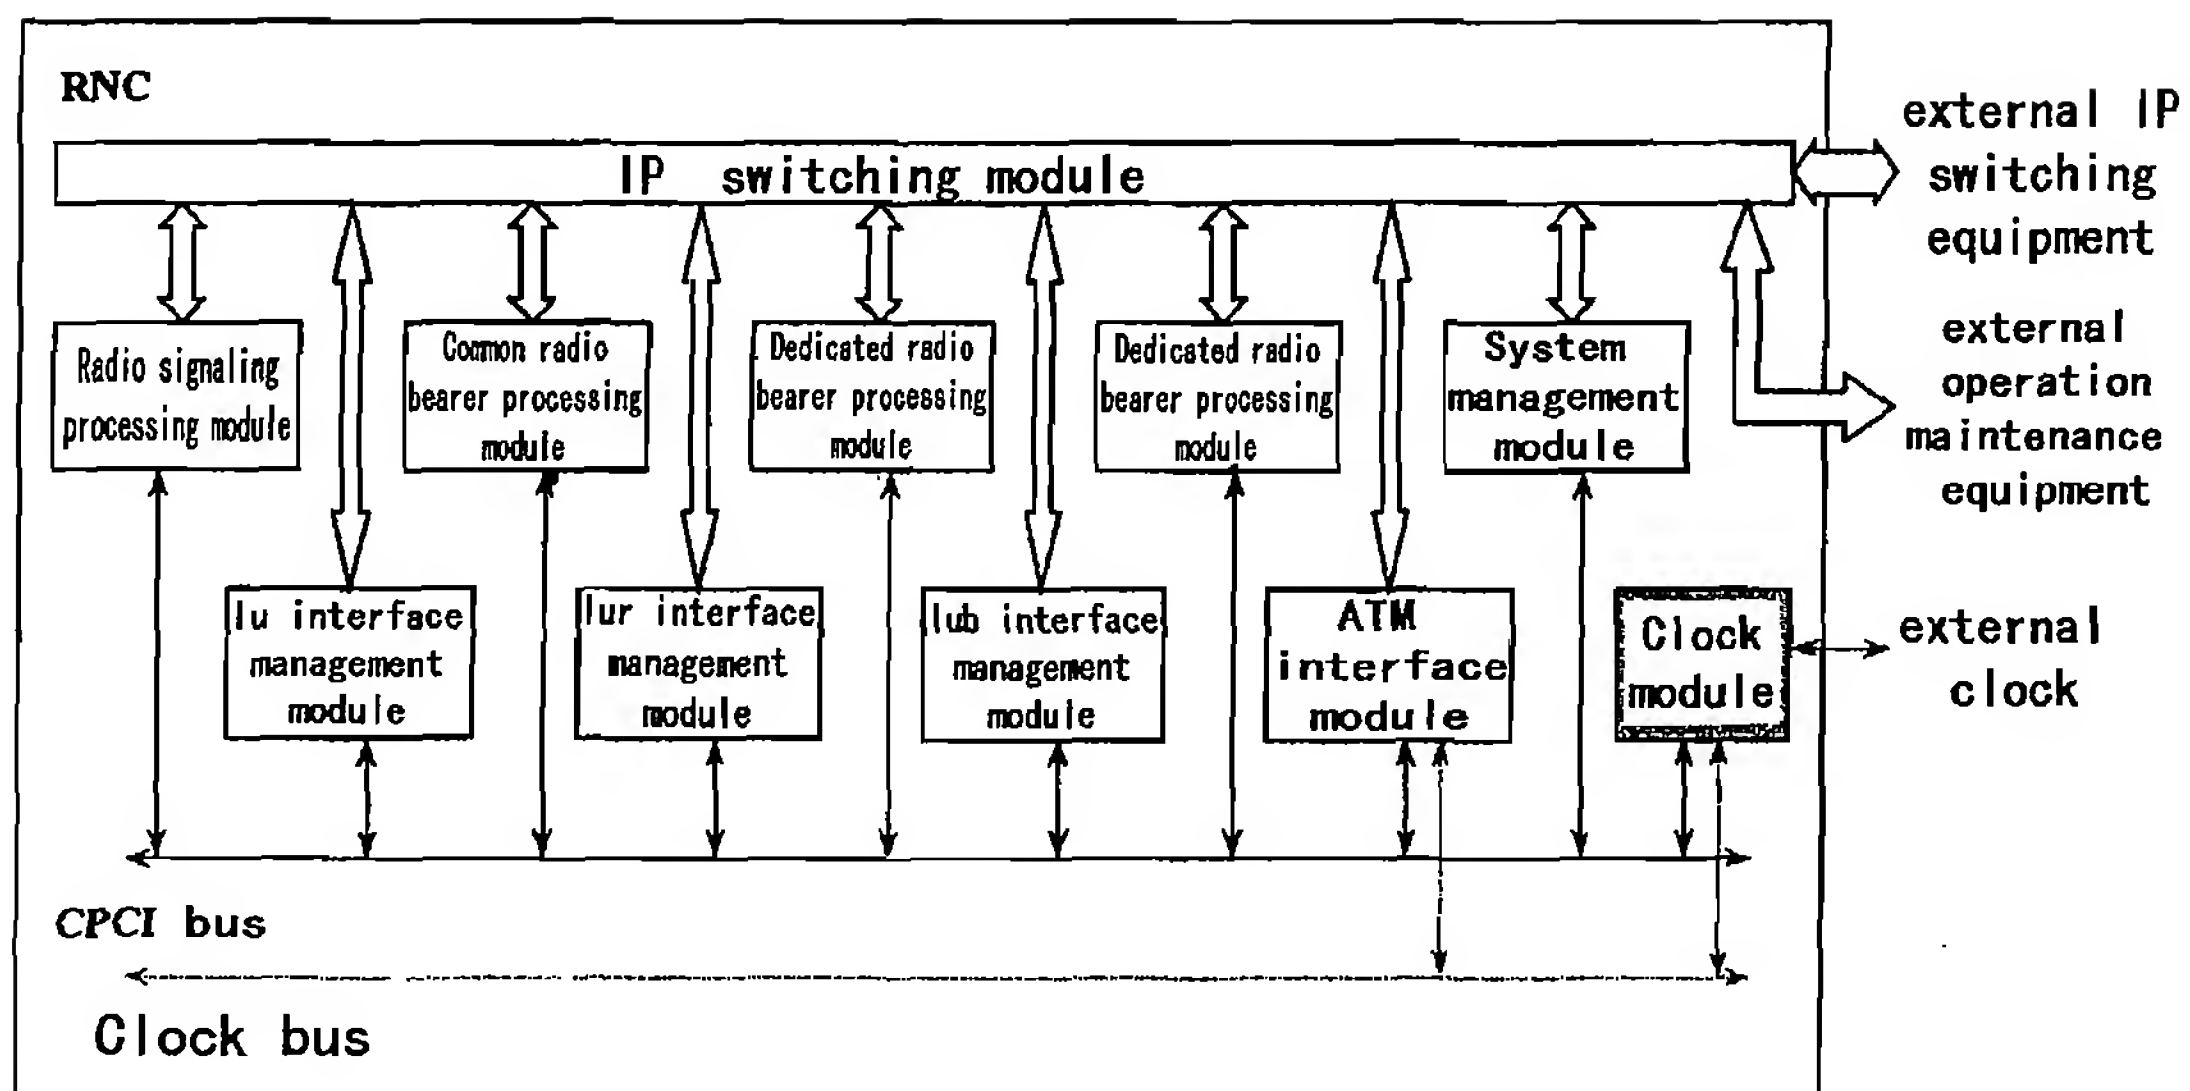 RNC
IP switching module
external IP
switching
equipment
Radio signaling
processing module
Common radio
bearer processing
module
Dedicated radio
bearer processing
module
Dedicated radio
bearer processing
module
System
management
module
external
operation
maintenance
equipment
Iu interface
management
module
Iur interface
management
module
Iub interface
management
module
ATM
interface
module
Clock
module
external
clock
CPCI bus
Clock bus